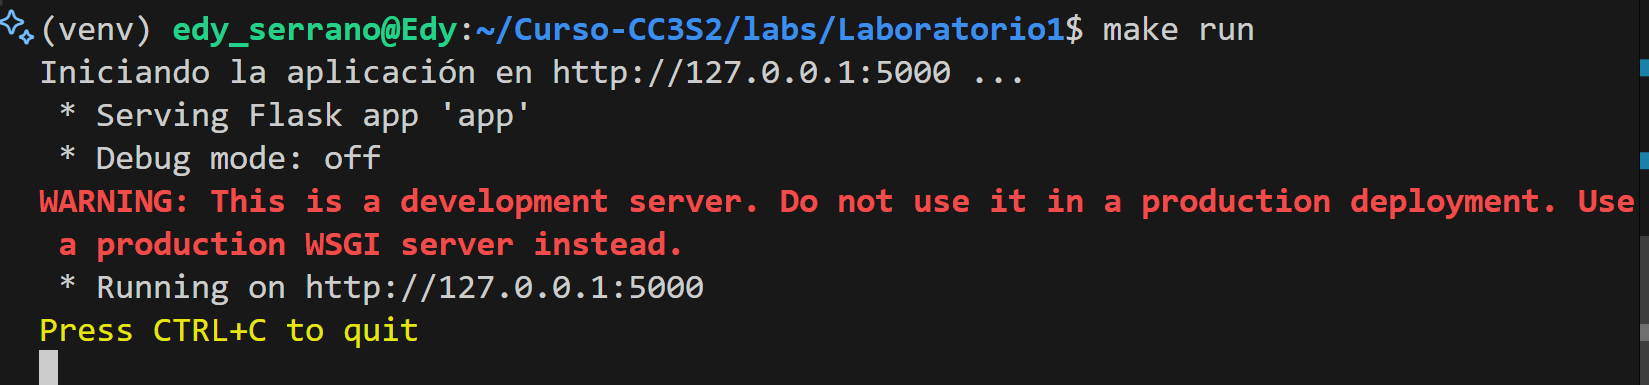 (venv) edy_serrano@Edy:~/Curso-CC3S2/labs/Laboratorio1$ make run
Iniciando la aplicación en http://127.0.0.1:5000 ...
 * Serving Flask app 'app'
 * Debug mode: off
WARNING: This is a development server. Do not use it in a production deployment. Use
 a production WSGI server instead.
 * Running on http://127.0.0.1:5000
Press CTRL+C to quit